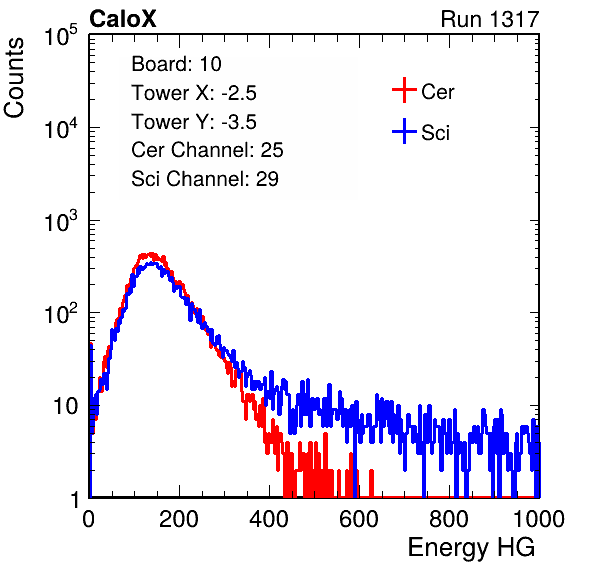 CaloX Run 1317
Counts
10^5
10^4
10^3
10^2
10
1
Board: 10
Tower X: -2.5
Tower Y: -3.5
Cer Channel: 25
Sci Channel: 29
Cer
Sci
0 200 400 600 800 1000
Energy HG